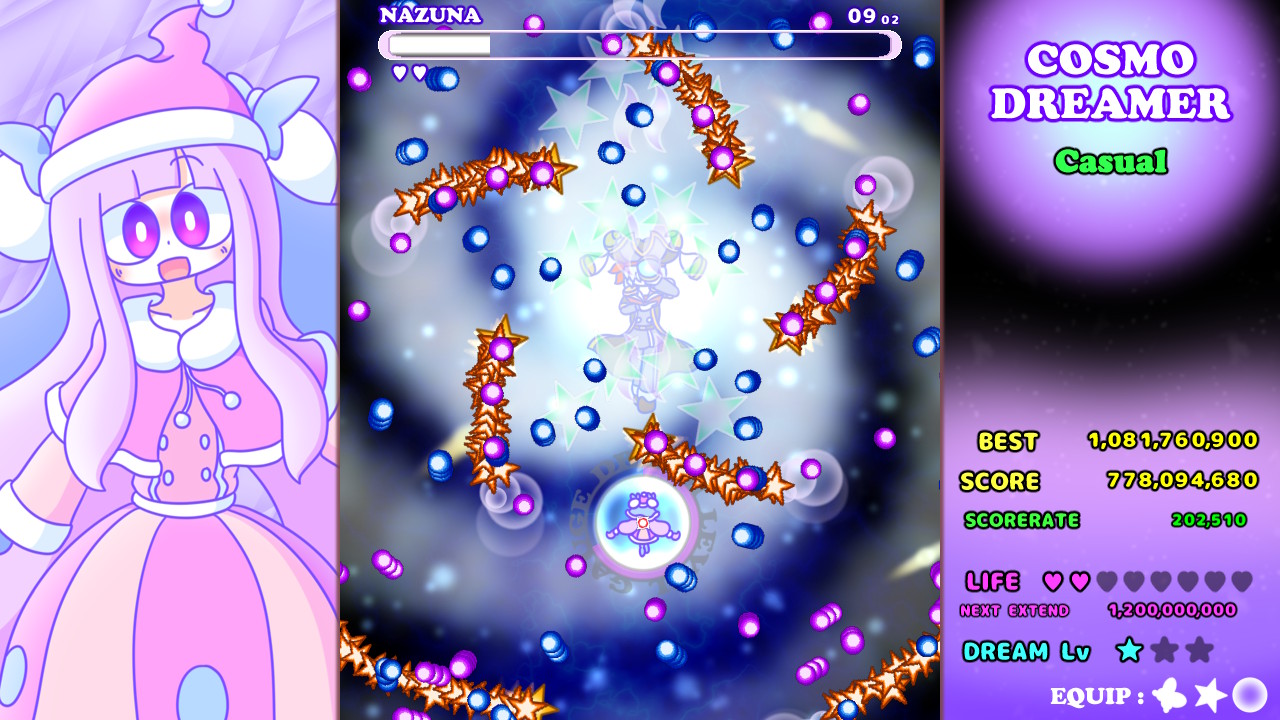 NAZUNA
09 02
COSMO
DREAMER
Casual
BEST 1,081,760,900
SCORE 778,094,680
SCORERATE 202,510
LIFE
NEXT EXTEND 1,200,000,000
DREAM Lv
EQUIP :